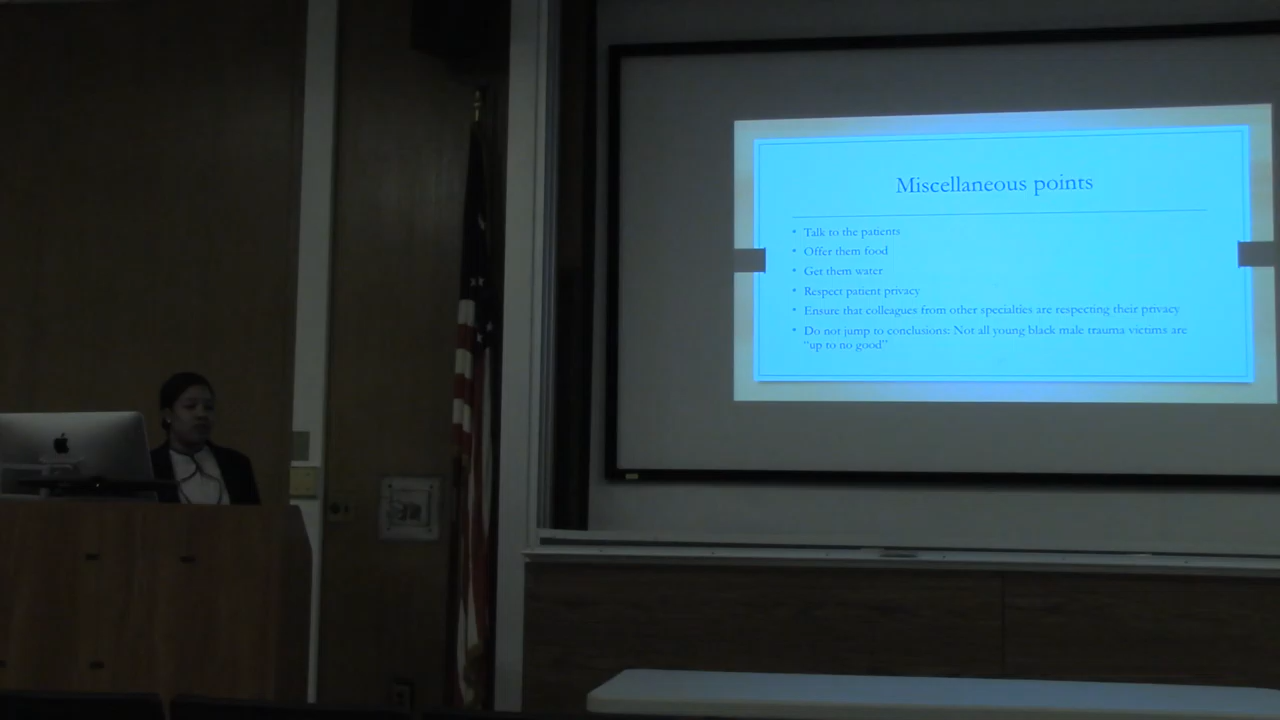 Miscellaneous points
* Talk to the patients
* Offer them food
* Get them water
* Respect patient privacy
* Ensure that colleagues from other specialties are respecting their privacy
* Do not jump to conclusions: Not all young black male trauma victims are
“up to no good”